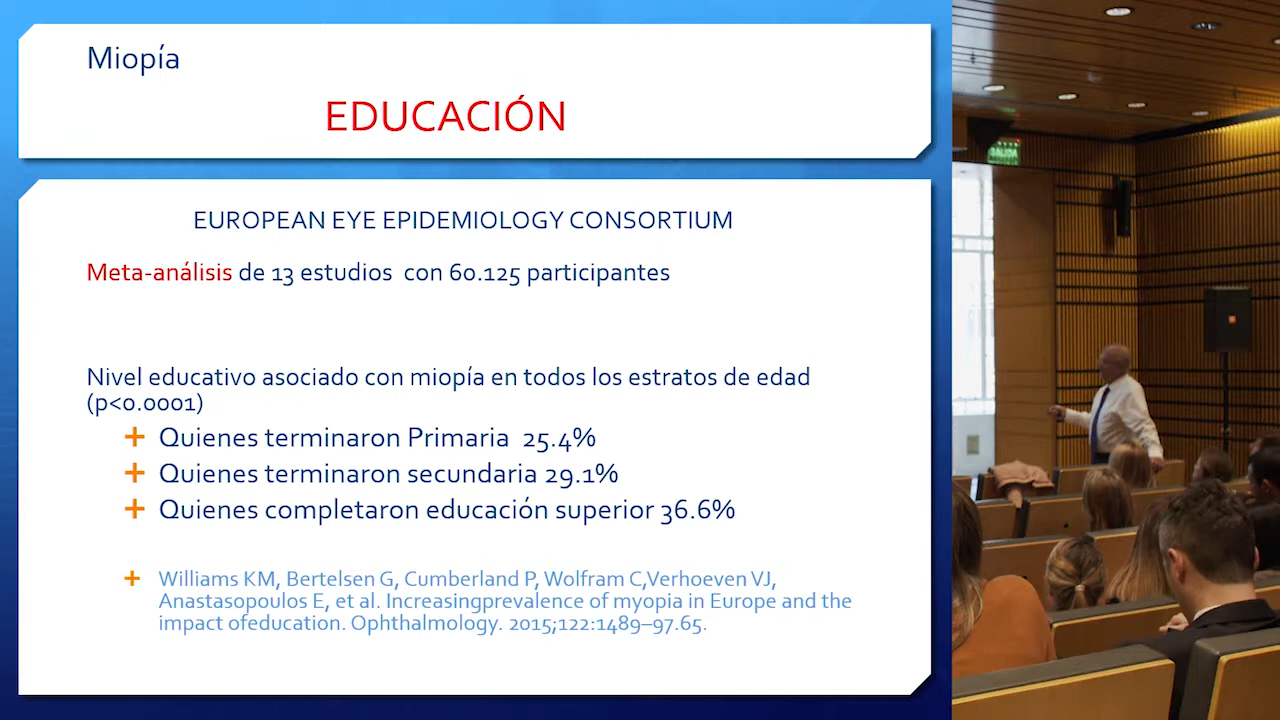 Miopía
EDUCACIÓN
EUROPEAN EYE EPIDEMIOLOGY CONSORTIUM
Meta-análisis de 13 estudios con 60.125 participantes
Nivel educativo asociado con miopía en todos los estratos de edad
(p<0.0001)
Quienes terminaron Primaria 25.4%
Quienes terminaron secundaria 29.1%
Quienes completaron educación superior 36.6%
Williams KM, Bertelsen G, Cumberland P, Wolfram C,Verhoeven VJ,
Anastasopoulos E, et al. Increasingprevalence of myopia in Europe and the
impact ofeducation. Ophthalmology. 2015;122:1489–97.65.
SALIDA